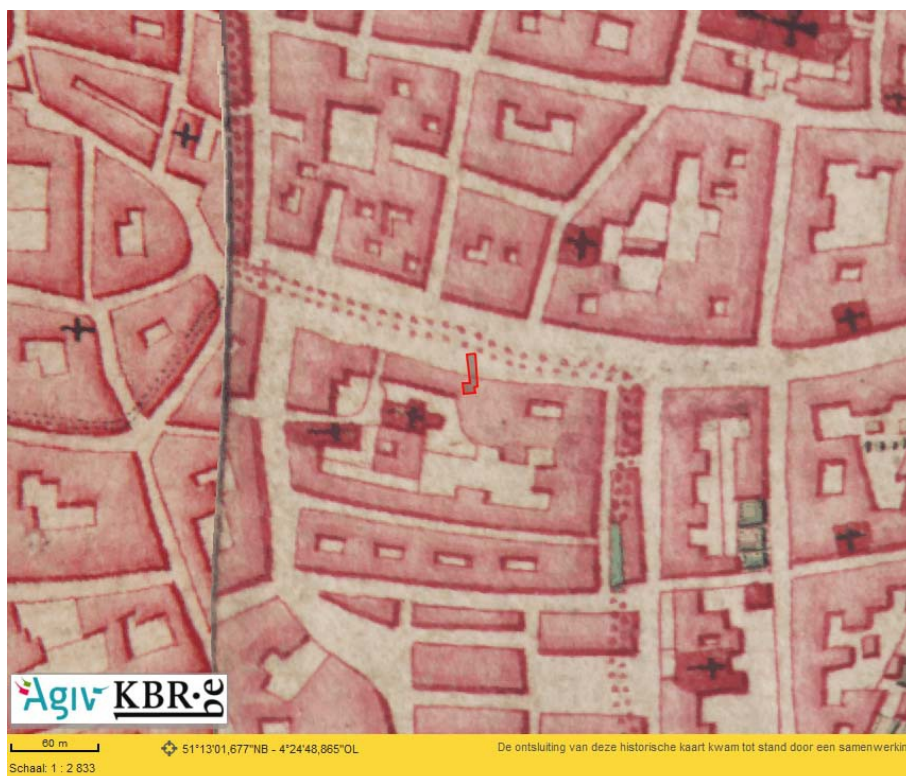 Agiv KBR.be
60 m
51°13'01,677"NB - 4°24'48,865"OL
De ontsluiting van deze historische kaart kwam tot stand door een samenwerkin
Schaal: 1 : 2 833